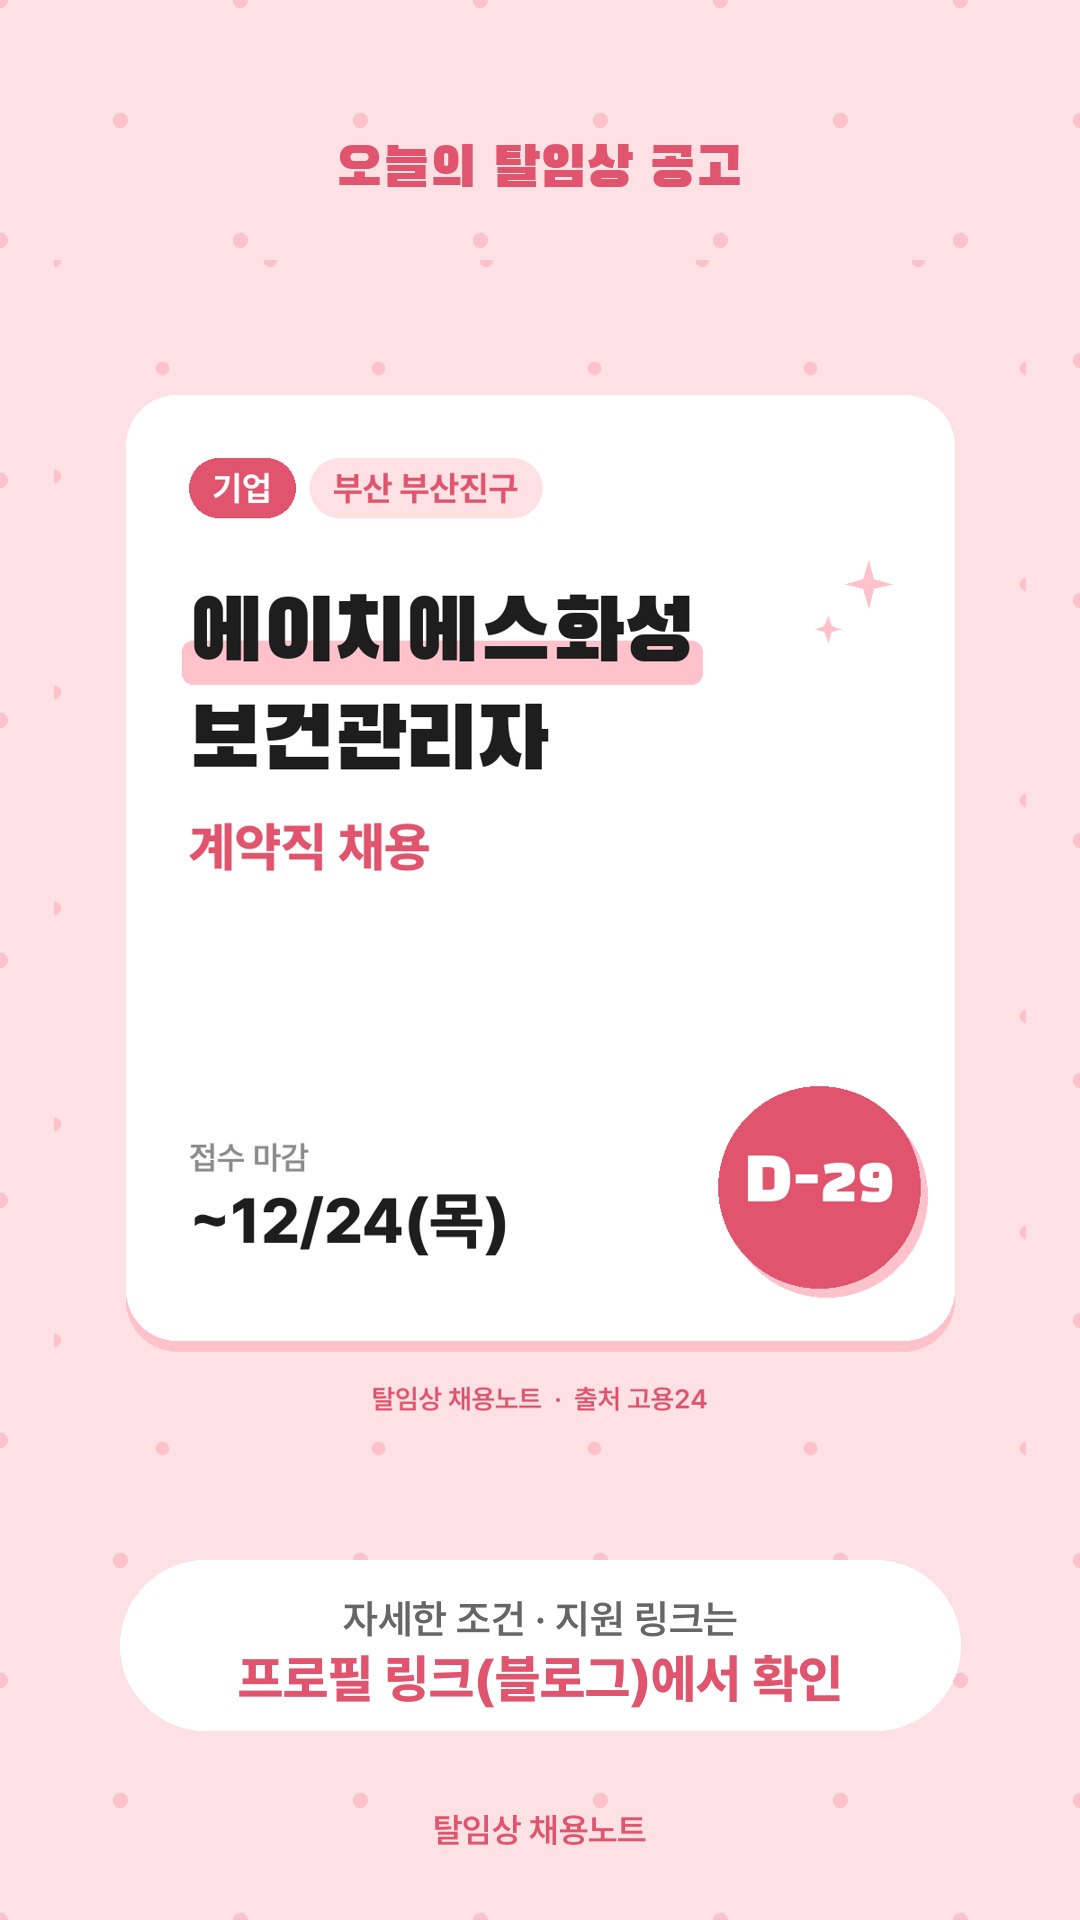 오늘의 탈임상 공고
기업 부산 부산진구
에이치에스화성
보건관리자
계약직 채용
접수 마감
~12/24(목)
D-29
탈임상 채용노트 · 출처 고용24
자세한 조건 · 지원 링크는
프로필 링크(블로그)에서 확인
탈임상 채용노트